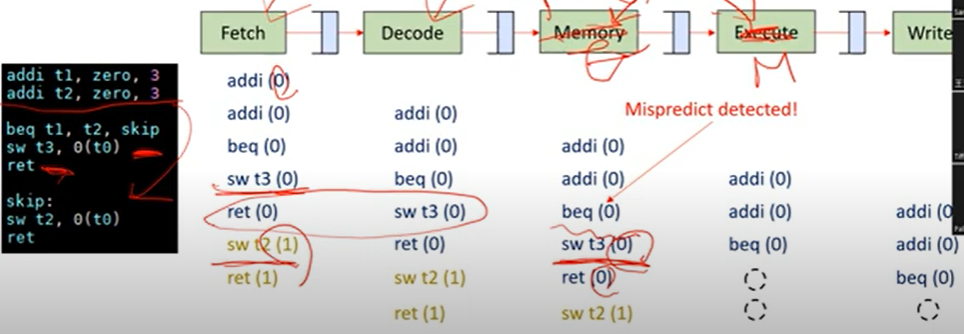 Fetch Decode Memory Execute Write
E M
addi t1, zero, 3
addi t2, zero, 3
beq t1, t2, skip
sw t3, 0(t0)
ret
skip:
sw t2, 0(t0)
ret
Mispredict detected!
addi (0)
addi (0) addi (0)
beq (0) addi (0) addi (0)
sw t3 (0) beq (0) addi (0) addi (0)
ret (0) sw t3 (0) beq (0) addi (0) addi (0
sw t2 (1) ret (0) sw t3 (0) beq (0) addi (0)
ret (1) sw t2 (1) ret (0) beq (0)
ret (1) sw t2 (1)